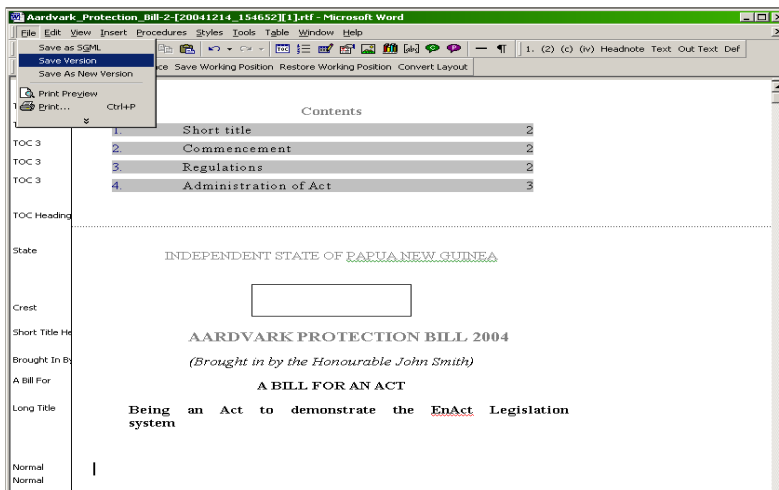 Aardvark_Protection_Bill-2-[20041214_154652][1].rtf - Microsoft Word
File Edit View Insert Procedures Styles Tools Table Window Help
1. (2) (c) (iv) Headnote Text Out Text Def
Save as SGML
Save Version
Save As New Version
Print Preview
Print... Ctrl+P
ce Save Working Position Restore Working Position Convert Layout
Contents
1. Short title 2
TOC 3 2. Commencement 2
TOC 3 3. Regulations 2
TOC 3 4. Administration of Act 3
TOC Heading
State INDEPENDENT STATE OF PAPUA NEW GUINEA
Crest
Short Title He AARDVARK PROTECTION BILL 2004
Brought In By (Brought in by the Honourable John Smith)
A Bill For A BILL FOR AN ACT
Long Title Being an Act to demonstrate the EnAct Legislation
system
Normal
Normal